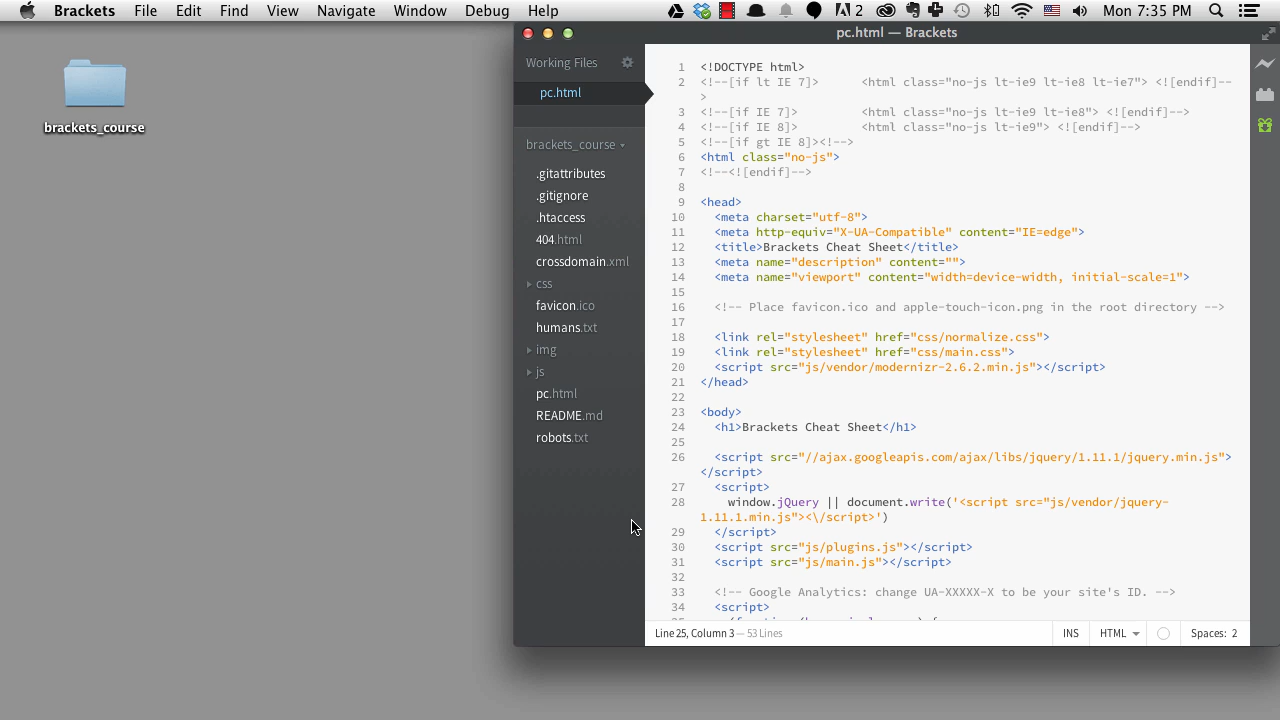 Brackets File Edit Find View Navigate Window Debug Help 2 Mon 7:35 PM
brackets_course
pc.html — Brackets
Working Files
pc.html
brackets_course
.gitattributes
.gitignore
.htaccess
404.html
crossdomain.xml
css
favicon.ico
humans.txt
img
js
pc.html
README.md
robots.txt
1 <!DOCTYPE html>
2 <!--[if lt IE 7]>      <html class="no-js lt-ie9 lt-ie8 lt-ie7"> <![endif]--
>
3 <!--[if IE 7]>         <html class="no-js lt-ie9 lt-ie8"> <![endif]-->
4 <!--[if IE 8]>         <html class="no-js lt-ie9"> <![endif]-->
5 <!--[if gt IE 8]><!-->
6 <html class="no-js">
7 <!--<![endif]-->
8
9 <head>
10   <meta charset="utf-8">
11   <meta http-equiv="X-UA-Compatible" content="IE=edge">
12   <title>Brackets Cheat Sheet</title>
13   <meta name="description" content="">
14   <meta name="viewport" content="width=device-width, initial-scale=1">
15
16   <!-- Place favicon.ico and apple-touch-icon.png in the root directory -->
17
18   <link rel="stylesheet" href="css/normalize.css">
19   <link rel="stylesheet" href="css/main.css">
20   <script src="js/vendor/modernizr-2.6.2.min.js"></script>
21 </head>
22
23 <body>
24   <h1>Brackets Cheat Sheet</h1>
25
26   <script src="//ajax.googleapis.com/ajax/libs/jquery/1.11.1/jquery.min.js">
</script>
27   <script>
28     window.jQuery || document.write('<script src="js/vendor/jquery-
1.11.1.min.js"><\/script>')
29   </script>
30   <script src="js/plugins.js"></script>
31   <script src="js/main.js"></script>
32
33   <!-- Google Analytics: change UA-XXXXX-X to be your site's ID. -->
34   <script>
Line 25, Column 3 — 53 Lines INS HTML Spaces: 2